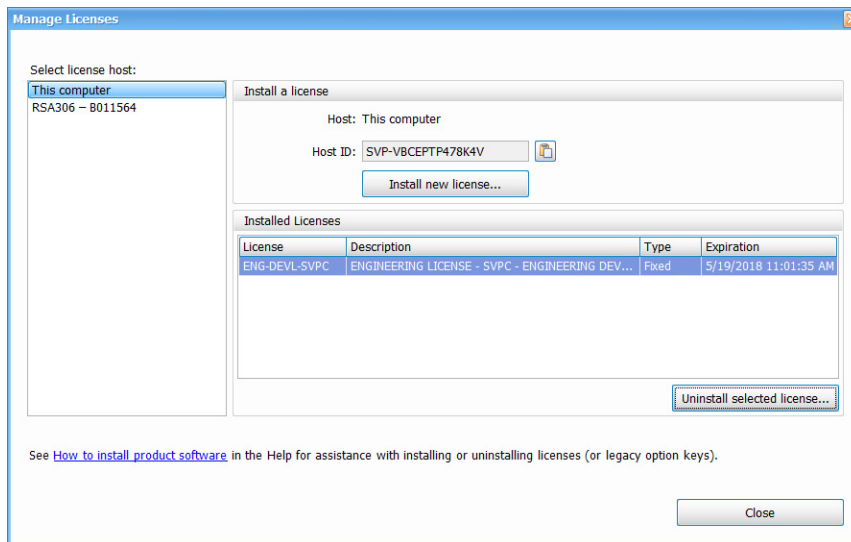 Manage Licenses
Select license host:
This computer
RSA306 – B011564
Install a license
Host: This computer
Host ID: SVP-VBCEPTP478K4V
Install new license...
Installed Licenses
License Description Type Expiration
ENG-DEVL-SVPC ENGINEERING LICENSE - SVPC - ENGINEERING DEV... Fixed 5/19/2018 11:01:35 AM
Uninstall selected license...
See How to install product software in the Help for assistance with installing or uninstalling licenses (or legacy option keys).
Close